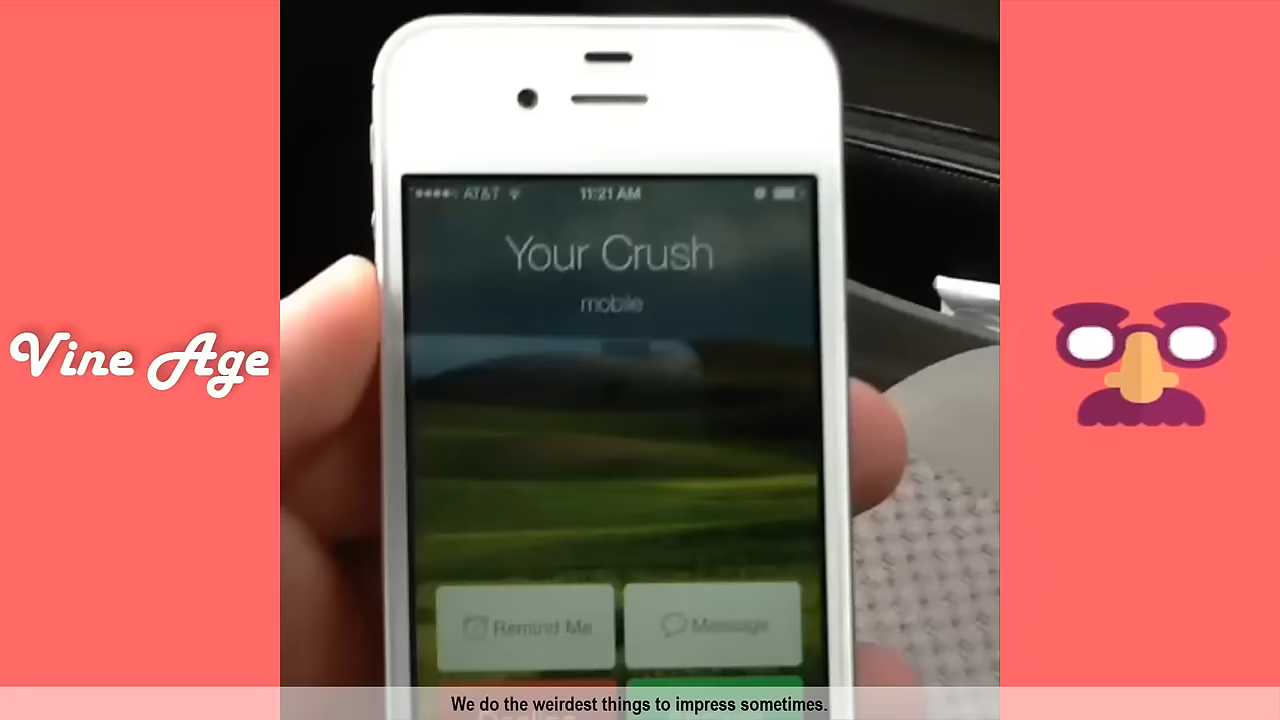 Vine Age
AT&T 11:21 AM
Your Crush
mobile
Remind Me
Message
Decline
We do the weirdest things to impress sometimes.